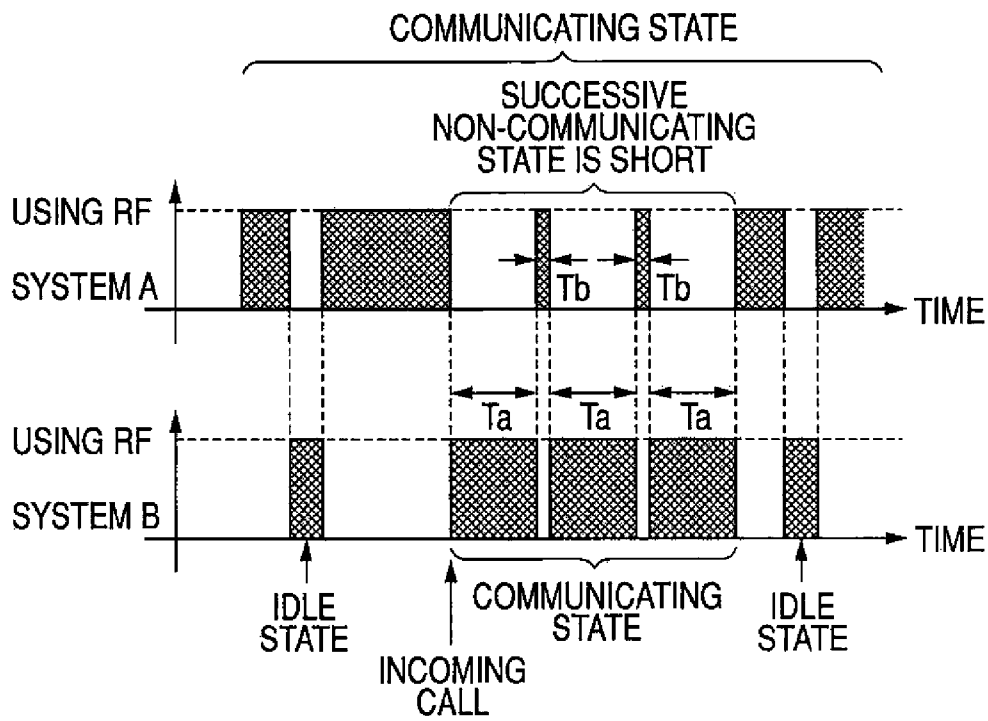 COMMUNICATING STATE
SUCCESSIVE
NON-COMMUNICATING
STATE IS SHORT
USING RF
SYSTEM A
Tb
Tb
TIME
Ta
Ta
Ta
USING RF
SYSTEM B
TIME
IDLE
STATE
INCOMING
CALL
COMMUNICATING
STATE
IDLE
STATE